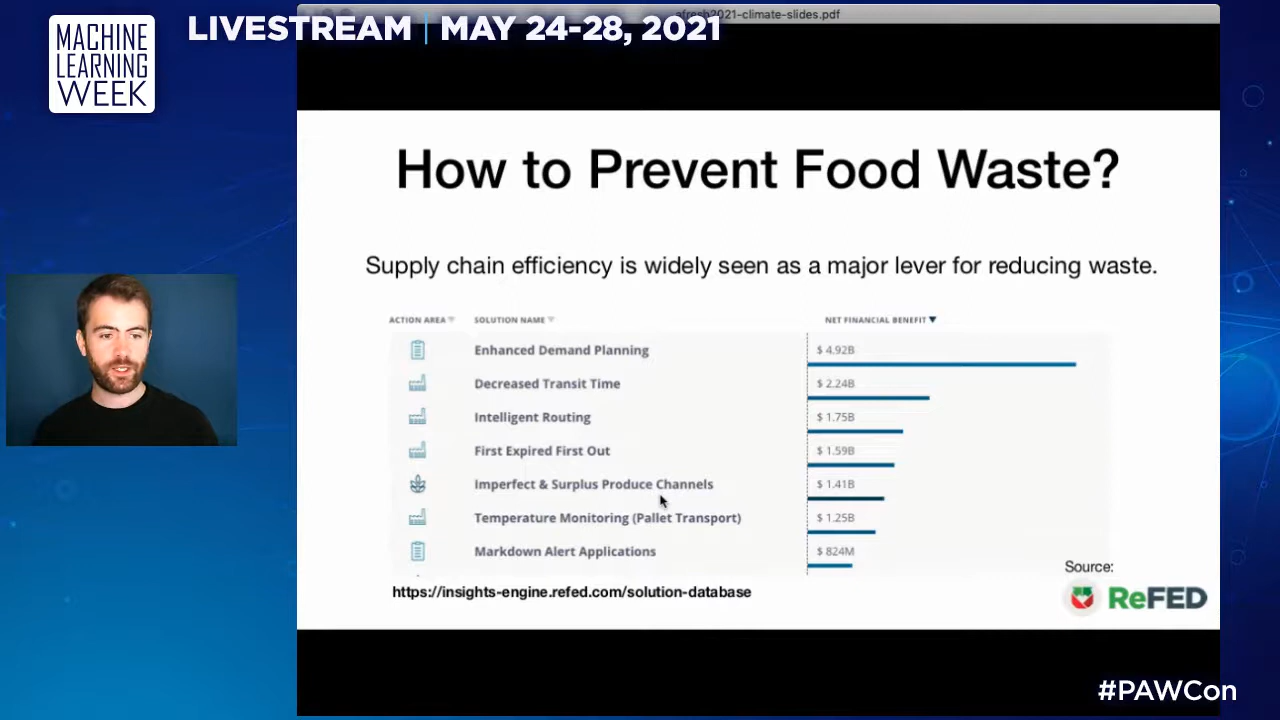 MACHINE
LEARNING
WEEK
LIVESTREAM | MAY 24-28, 2021
afresh2021-climate-slides.pdf
How to Prevent Food Waste?
Supply chain efficiency is widely seen as a major lever for reducing waste.
ACTION AREA SOLUTION NAME NET FINANCIAL BENEFIT
Enhanced Demand Planning $ 4.92B
Decreased Transit Time $ 2.24B
Intelligent Routing $ 1.75B
First Expired First Out $ 1.59B
Imperfect & Surplus Produce Channels $ 1.41B
Temperature Monitoring (Pallet Transport) $ 1.25B
Markdown Alert Applications $ 824M
Source:
https://insights-engine.refed.com/solution-database
ReFED
#PAWCon